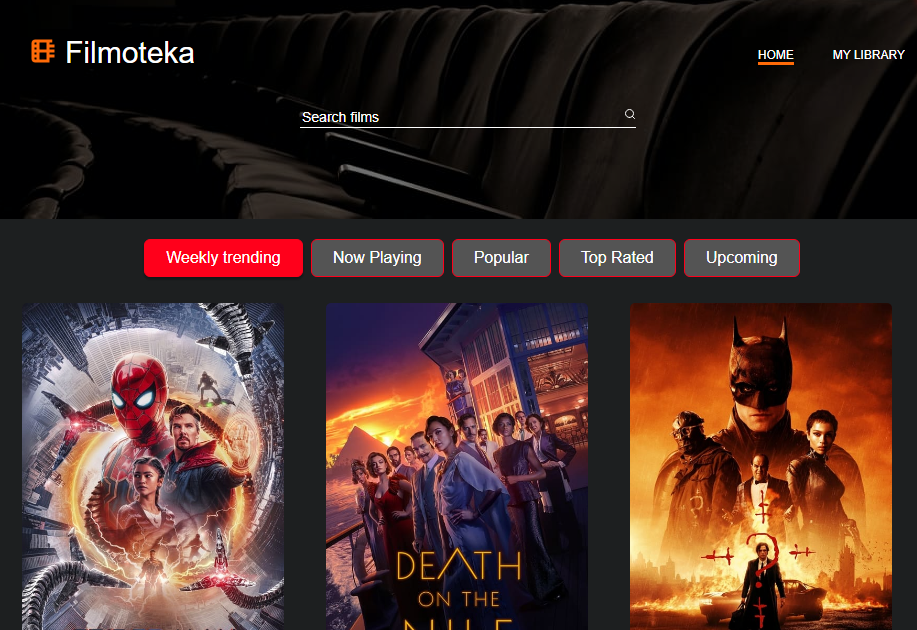 Filmoteka
HOME
MY LIBRARY
Search films
Weekly trending
Now Playing
Popular
Top Rated
Upcoming
DEATH
ON THE
NILE